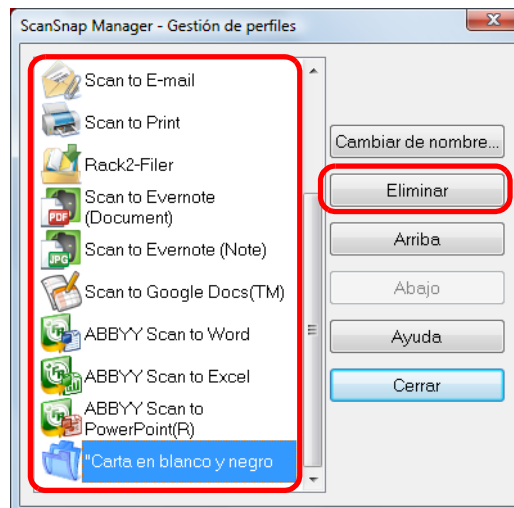 ScanSnap Manager - Gestión de perfiles
Scan to E-mail
Scan to Print
Rack2-Filer
Scan to Evernote
(Document)
Scan to Evernote (Note)
Scan to Google Docs(TM)
ABBYY Scan to Word
ABBYY Scan to Excel
ABBYY Scan to
PowerPoint(R)
"Carta en blanco y negro
Cambiar de nombre...
Eliminar
Arriba
Abajo
Ayuda
Cerrar
PDF
JPG